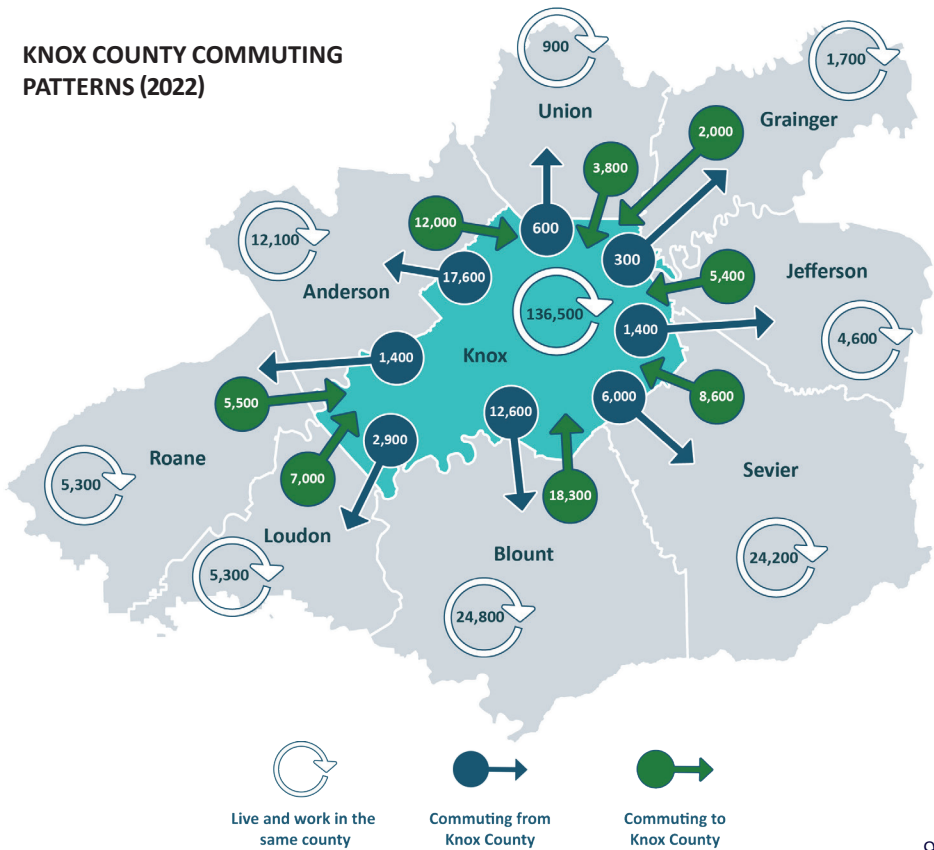 KNOX COUNTY COMMUTING
PATTERNS (2022)
900
1,700
Union
Grainger
2,000
3,800
12,000
600
12,100
300
17,600
5,400
Jefferson
Anderson
136,500
1,400
4,600
Knox
1,400
5,500
12,600
6,000
8,600
2,900
Roane
Sevier
5,300
7,000
18,300
Loudon
Blount
24,200
5,300
24,800
Live and work in the
same county
Commuting from
Knox County
Commuting to
Knox County